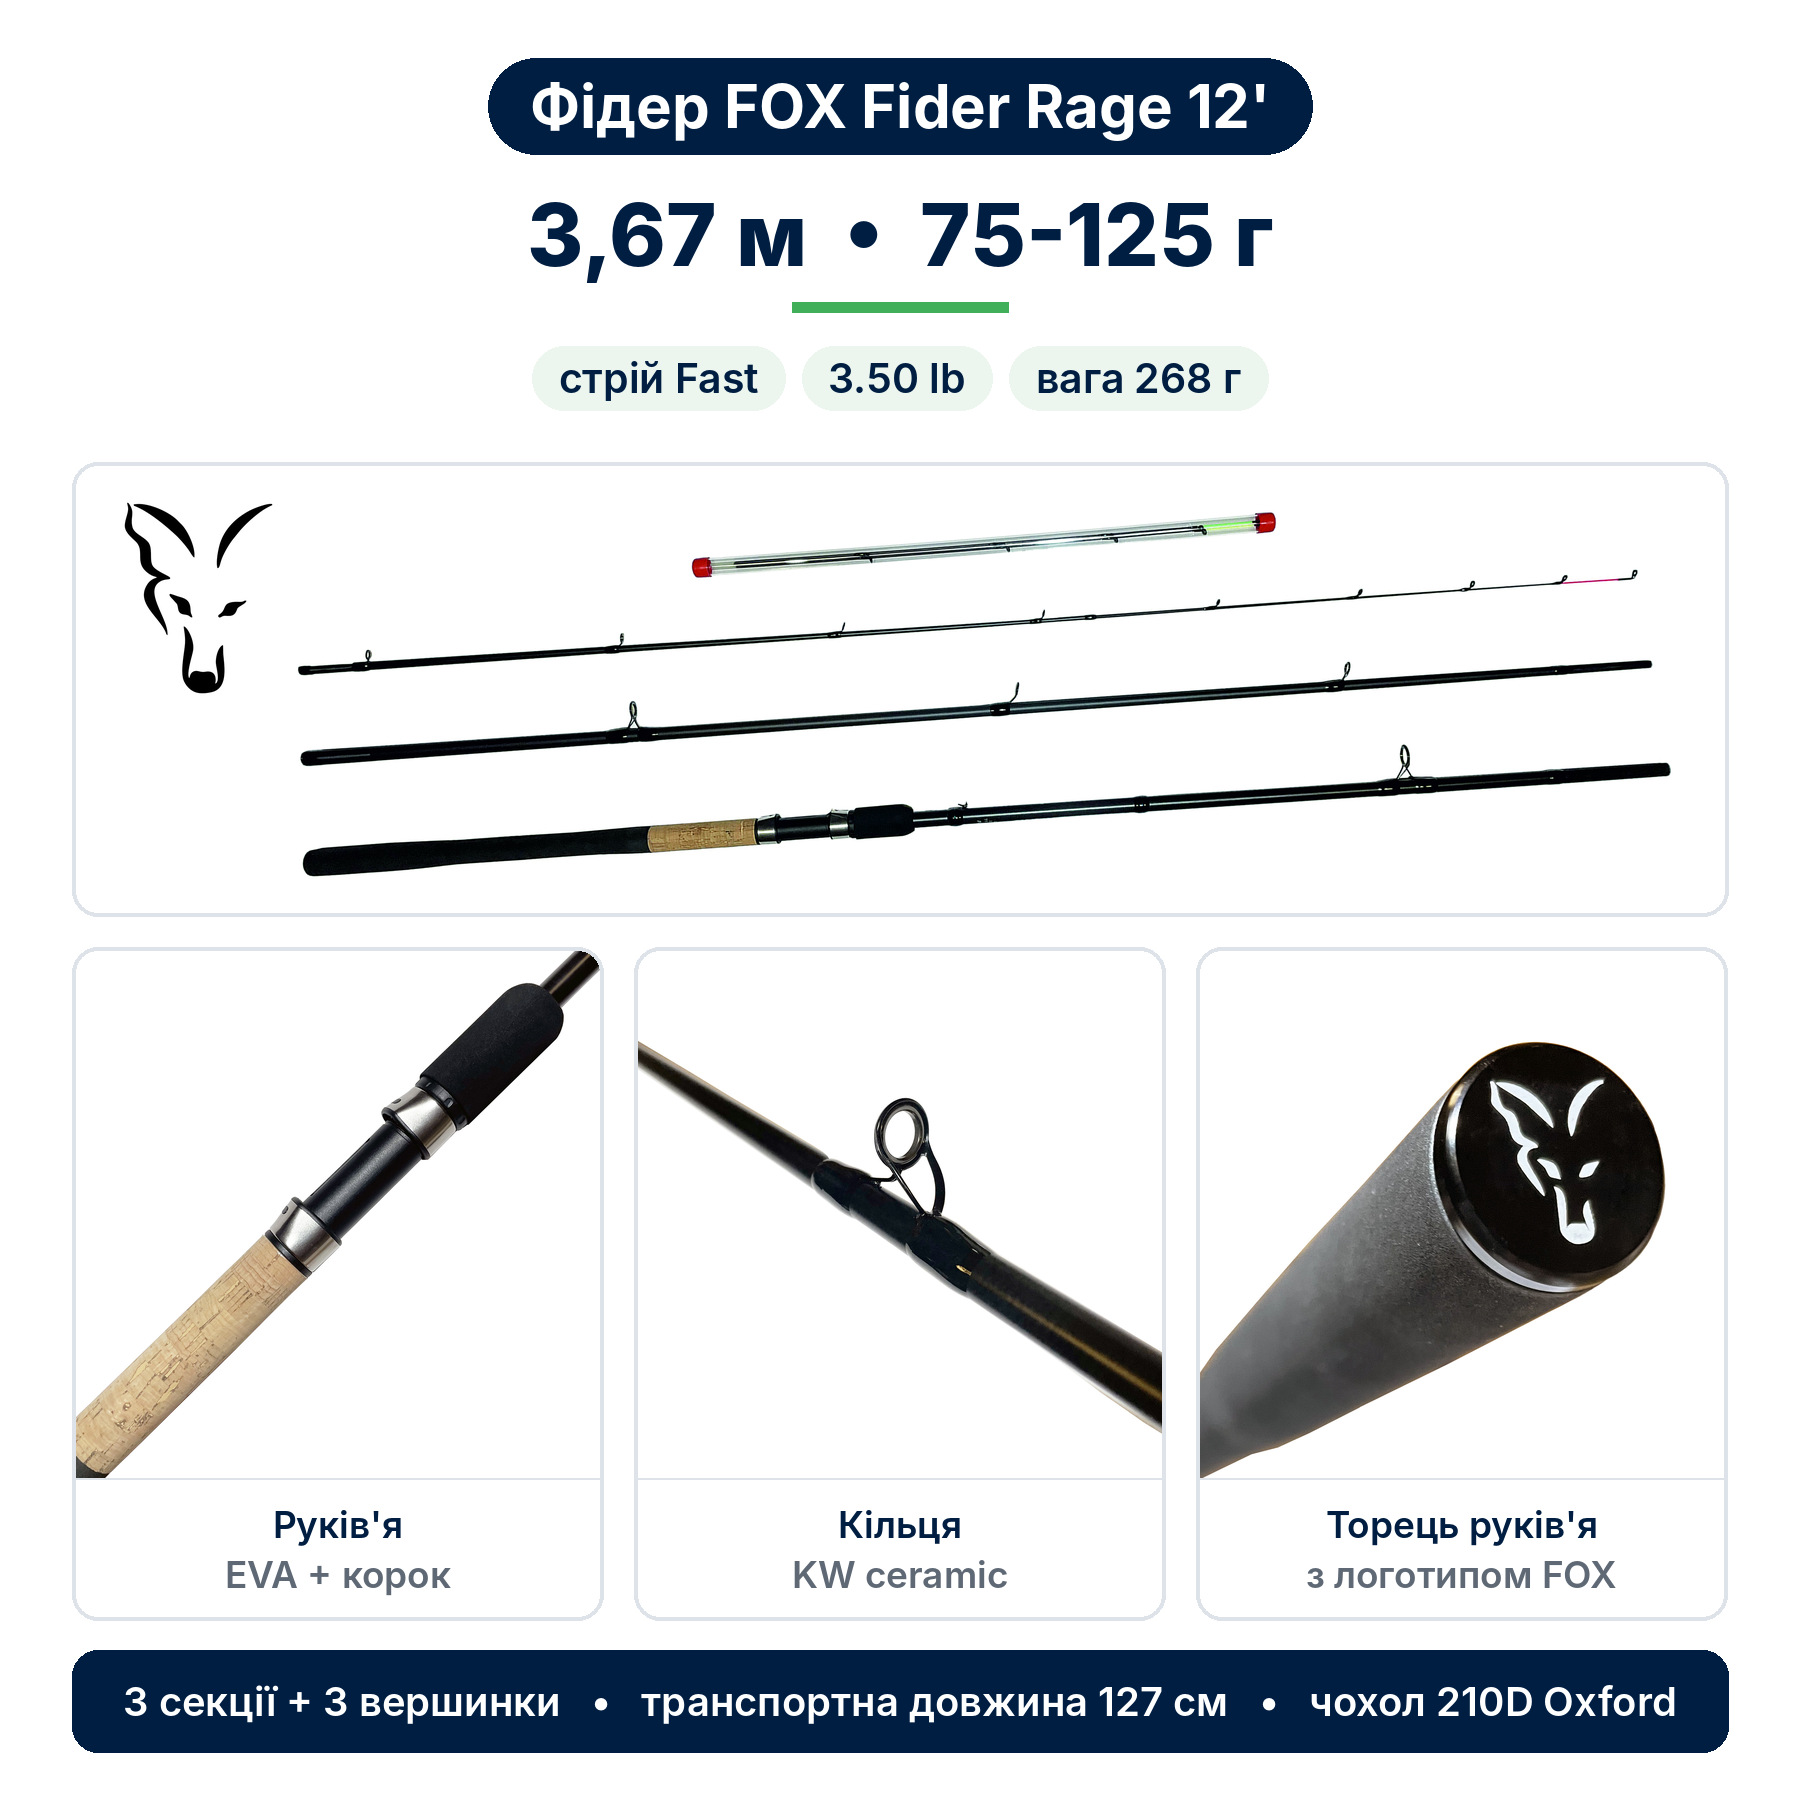 Фідер FOX Fider Rage 12'
3,67 м • 75-125 г
стрій Fast 3.50 lb вага 268 г
Руків'я
EVA + корок
Кільця
KW ceramic
Торець руків'я
з логотипом FOX
3 секції + 3 вершинки • транспортна довжина 127 см • чохол 210D Oxford